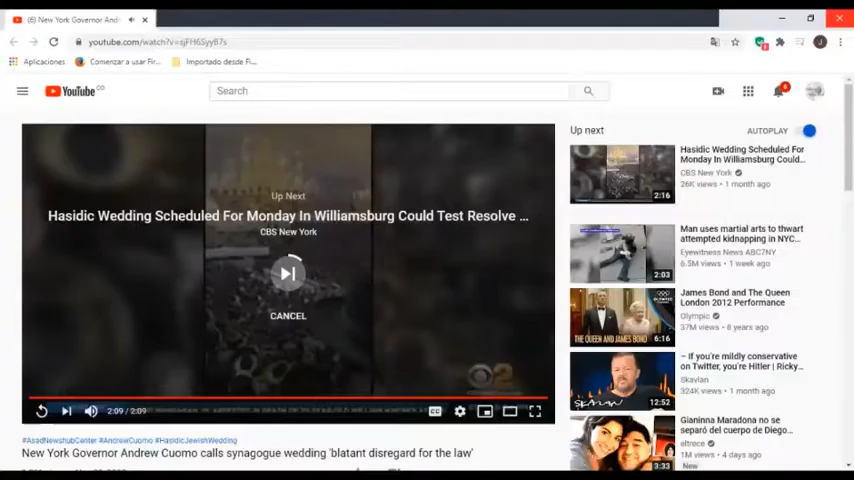 (6) New York Governor Andr
youtube.com/watch?v=sjFH6SyyB7s
J
Aplicaciones
Comenzar a usar Fir...
Importado desde Fi...
YouTube CO
Search
6
Up next
AUTOPLAY
Up Next
Hasidic Wedding Scheduled For Monday In Williamsburg Could Test Resolve ...
CBS New York
CANCEL
2
2:09 / 2:09
CC
#AsadNewshubCenter #AndrewCuomo #HasidicJewishWedding
New York Governor Andrew Cuomo calls synagogue wedding 'blatant disregard for the law'
2:16
Hasidic Wedding Scheduled For
Monday In Williamsburg Could...
CBS New York
26K views • 1 month ago
2:03
Man uses martial arts to thwart
attempted kidnapping in NYC...
Eyewitness News ABC7NY
6.5M views • 1 week ago
THE QUEEN AND JAMES BOND
6:16
James Bond and The Queen
London 2012 Performance
Olympic
37M views • 8 years ago
SKAVLAN
12:52
– If you're mildly conservative
on Twitter, you're Hitler | Ricky...
Skavlan
324K views • 1 month ago
3:33
Gianinna Maradona no se
separó del cuerpo de Diego...
eltrece
1M views • 4 days ago
New